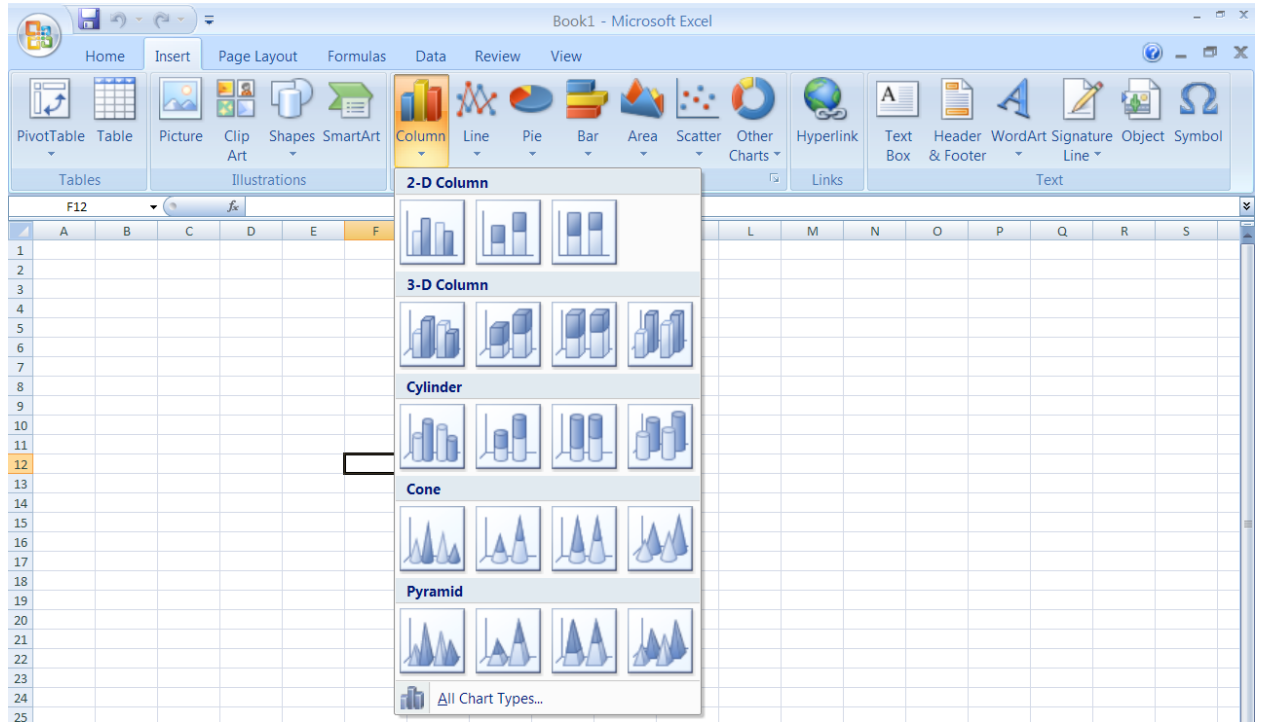 Book1 - Microsoft Excel
Home Insert Page Layout Formulas Data Review View
PivotTable Table Picture Clip Art Shapes SmartArt Column Line Pie Bar Area Scatter Other Charts Hyperlink Text Box Header & Footer WordArt Signature Line Object Symbol
Tables Illustrations Links Text
F12 fx
A B C D E F L M N O P Q R S
2-D Column
3-D Column
Cylinder
Cone
Pyramid
All Chart Types...
1
2
3
4
5
6
7
8
9
10
11
12
13
14
15
16
17
18
19
20
21
22
23
24
25